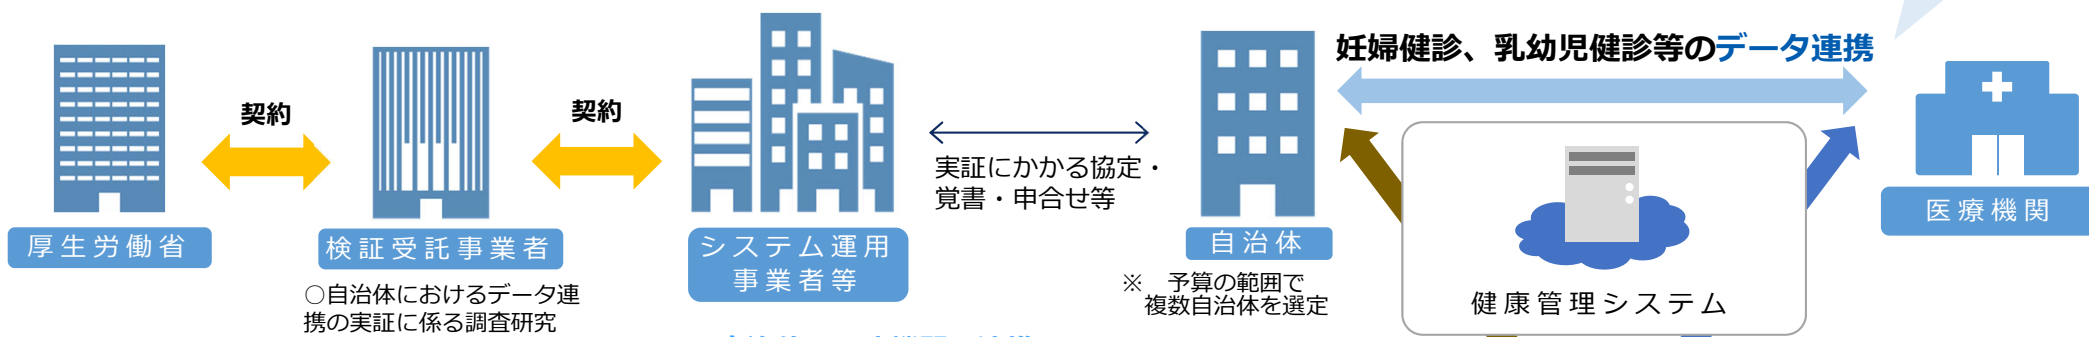 妊婦健診、乳幼児健診等のデータ連携
契約
契約
実証にかかる協定・
覚書・申合せ等
厚生労働省
検証受託事業者
システム運用
事業者等
自治体
医療機関
○自治体におけるデータ連
携の実証に係る調査研究
※ 予算の範囲で
複数自治体を選定
健康管理システム